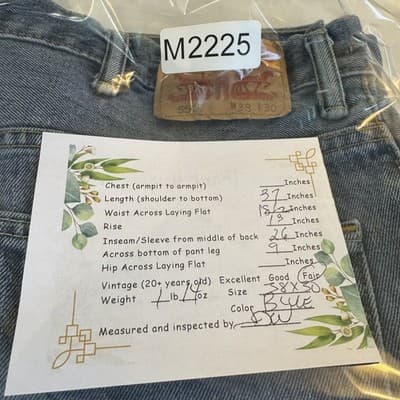 M2225
W38 L30
Chest (armpit to armpit) Inches
Length (shoulder to bottom) 37 Inches
Waist Across Laying Flat 18 1/2 Inches
Rise 13 Inches
Inseam/Sleeve from middle of back 26 Inches
Across bottom of pant leg 9 Inches
Hip Across Laying Flat Inches
Vintage (20+ years old) Excellent Good Fair
Weight 1 lb 14 oz Size 38X30
Color BLUE
Measured and inspected by: DEW